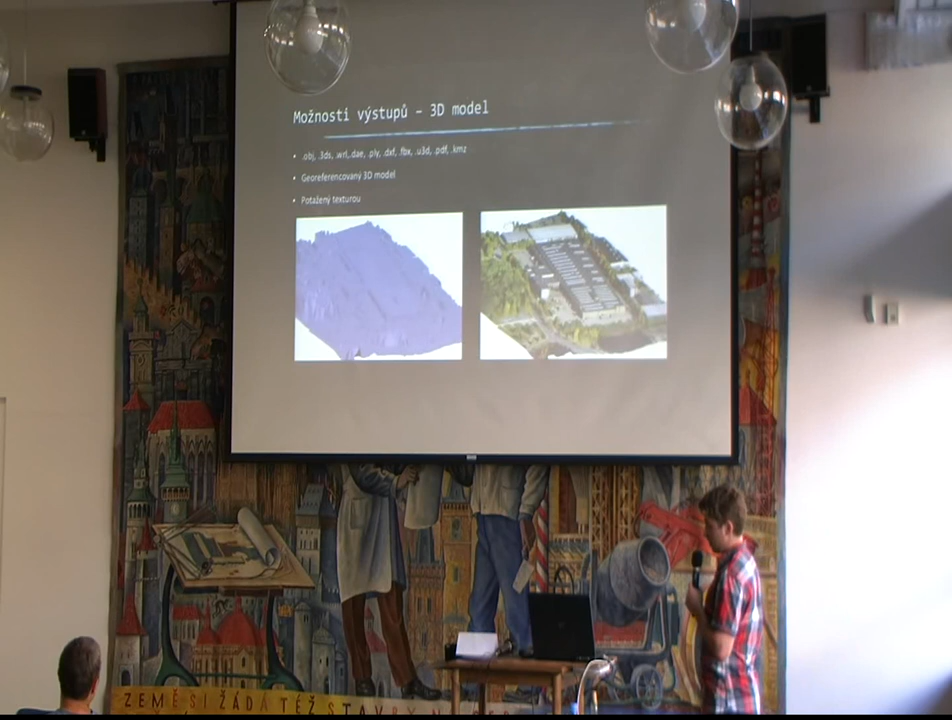 Možnosti výstupů – 3D model
• .obj, .3ds, .wrl, .dae, .ply, .dxf, .fbx, .u3d, .pdf, .kmz
• Georeferencovaný 3D model
• Potažený texturou
ZEMĚ SI ŽÁDÁ TÉŽ STAVBY